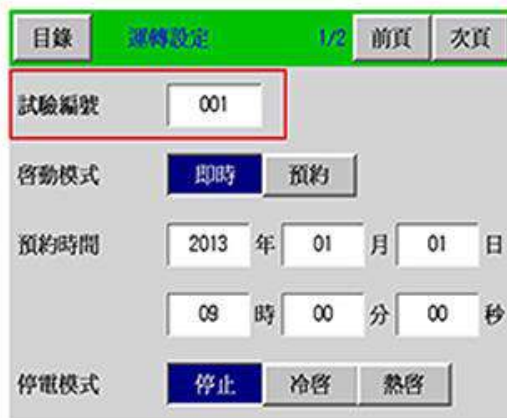 目錄 運轉設定 1/2 前頁 次頁
試驗編號 001
啓動模式 即時 預約
預約時間 2013 年 01 月 01 日
09 時 00 分 00 秒
停電模式 停止 冷啓 熱啓